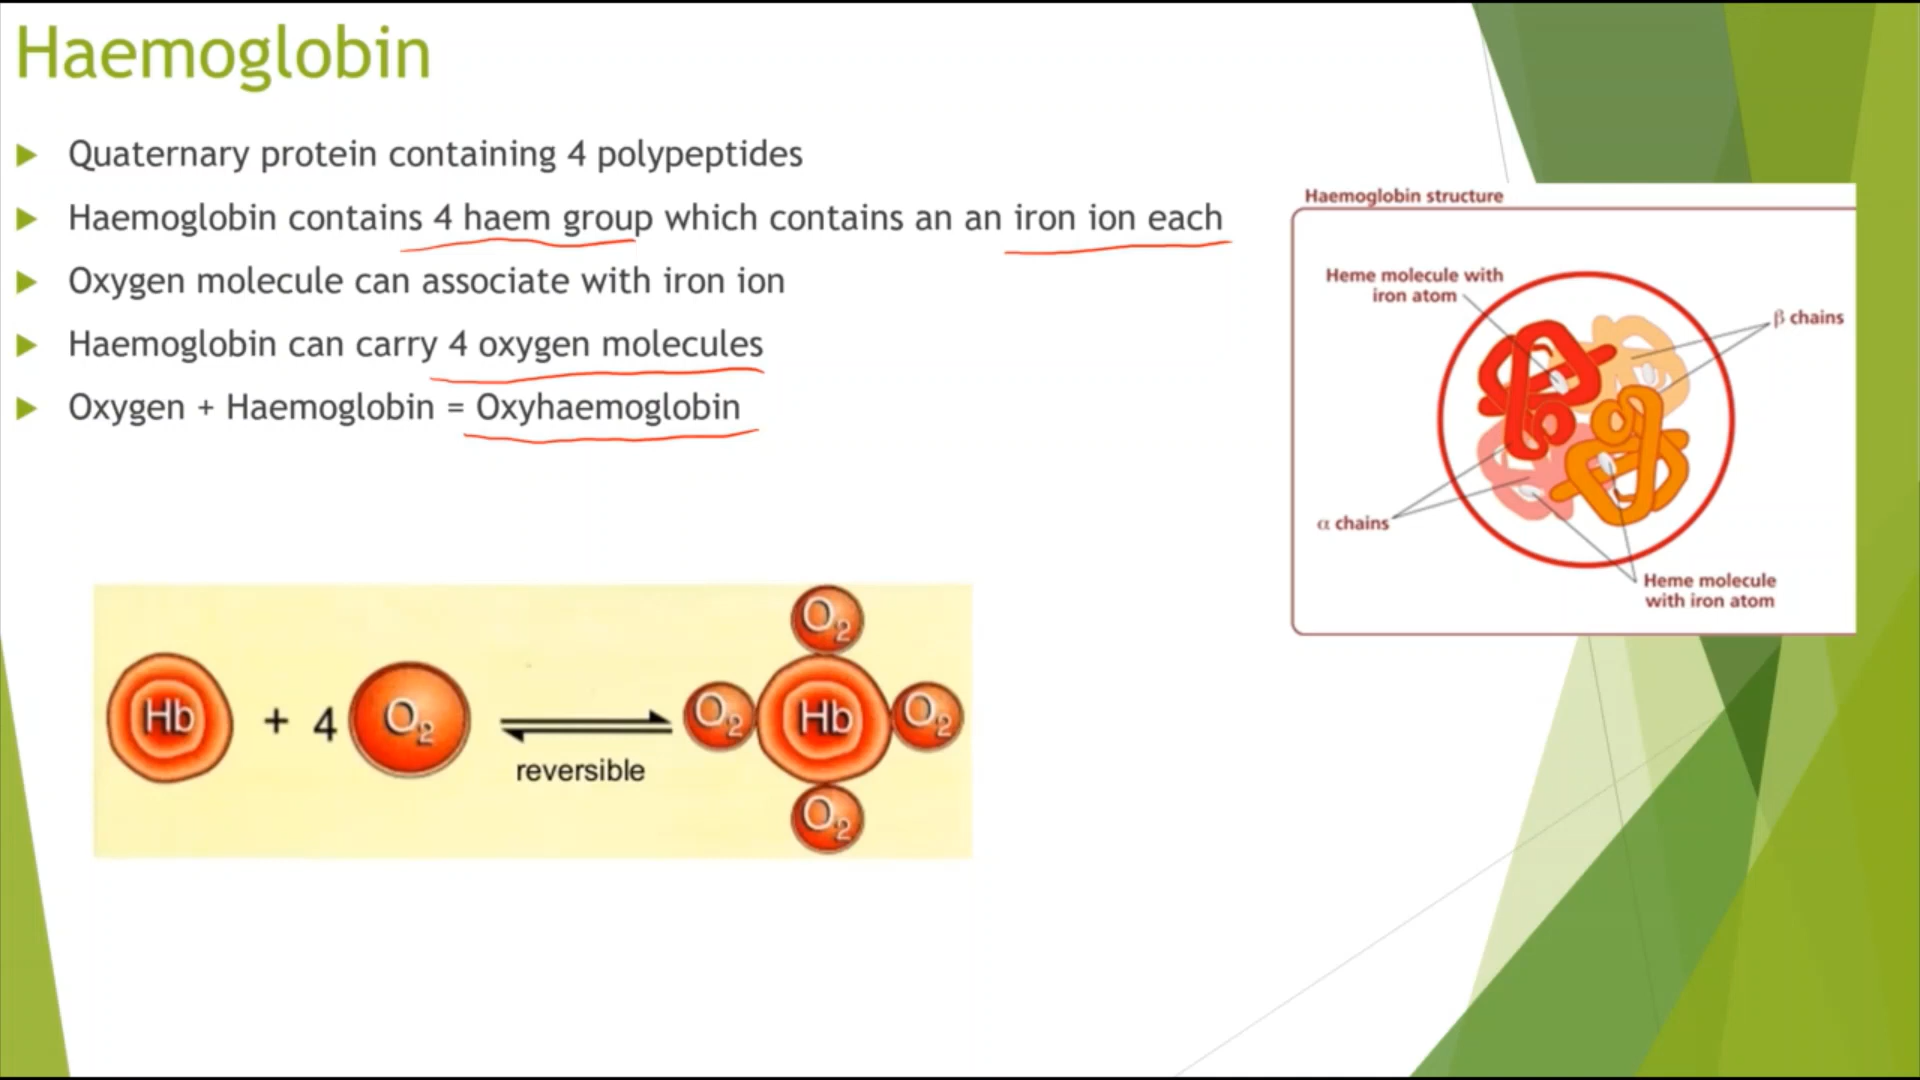 Haemoglobin
Quaternary protein containing 4 polypeptides
Haemoglobin contains 4 haem group which contains an an iron ion each
Oxygen molecule can associate with iron ion
Haemoglobin can carry 4 oxygen molecules
Oxygen + Haemoglobin = Oxyhaemoglobin
Haemoglobin structure
Heme molecule with
iron atom
β chains
α chains
Heme molecule
with iron atom
O₂
Hb + 4 O₂ O₂ Hb O₂
reversible
O₂